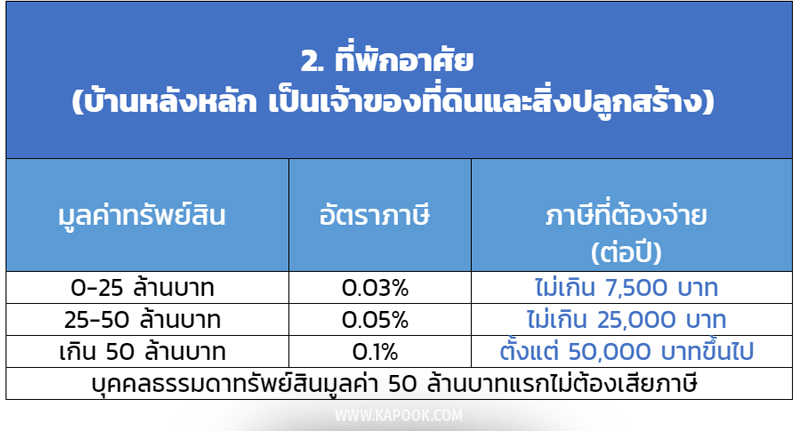 2. ที่พักอาศัย
(บ้านหลังหลัก เป็นเจ้าของที่ดินและสิ่งปลูกสร้าง)
มูลค่าทรัพย์สิน อัตราภาษี ภาษีที่ต้องจ่าย
(ต่อปี)
0-25 ล้านบาท 0.03% ไม่เกิน 7,500 บาท
25-50 ล้านบาท 0.05% ไม่เกิน 25,000 บาท
เกิน 50 ล้านบาท 0.1% ตั้งแต่ 50,000 บาทขึ้นไป
บุคคลธรรมดาทรัพย์สินมูลค่า 50 ล้านบาทแรกไม่ต้องเสียภาษี
WWW.KAPOOK.COM